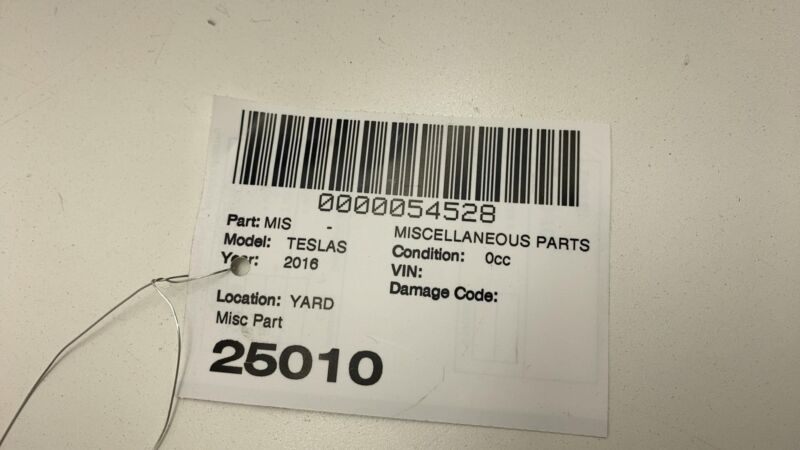 0000054528
Part: MIS - MISCELLANEOUS PARTS
Model: TESLAS Condition: 0cc
Year: 2016 VIN:
Damage Code:
Location: YARD
Misc Part
25010